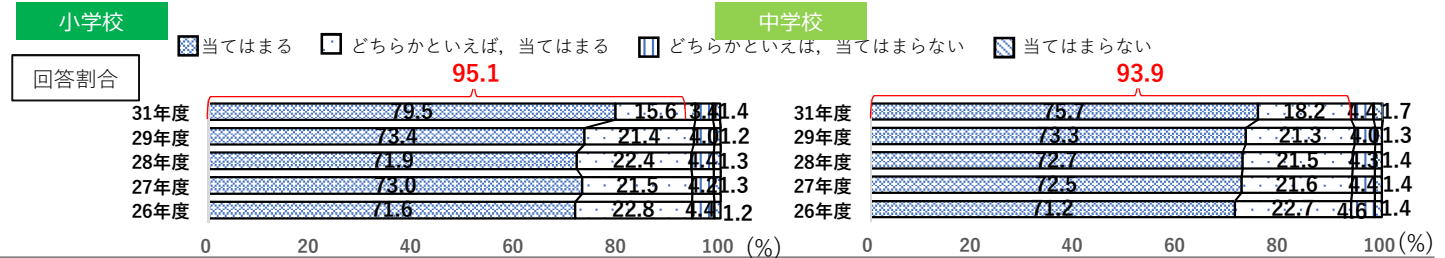 小学校
中学校
当てはまる どちらかといえば，当てはまる どちらかといえば，当てはまらない 当てはまらない
回答割合
95.1
31年度 79.5 15.6 3.4 1.4
29年度 73.4 21.4 4.0 1.2
28年度 71.9 22.4 4.4 1.3
27年度 73.0 21.5 4.2 1.3
26年度 71.6 22.8 4.4 1.2
0 20 40 60 80 100 (%)
93.9
31年度 75.7 18.2 4.4 1.7
29年度 73.3 21.3 4.0 1.3
28年度 72.7 21.5 4.3 1.4
27年度 72.5 21.6 4.4 1.4
26年度 71.2 22.7 4.6 1.4
0 20 40 60 80 100 (%)